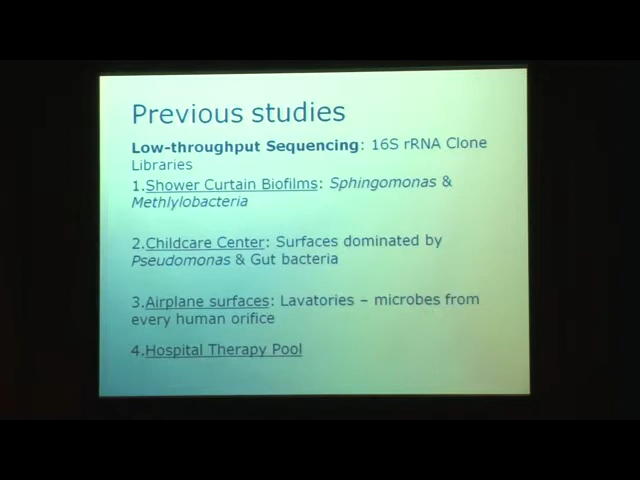 Previous studies
Low-throughput Sequencing: 16S rRNA Clone
Libraries
1.Shower Curtain Biofilms: Sphingomonas &
Methlylobacteria
2.Childcare Center: Surfaces dominated by
Pseudomonas & Gut bacteria
3.Airplane surfaces: Lavatories – microbes from
every human orifice
4.Hospital Therapy Pool